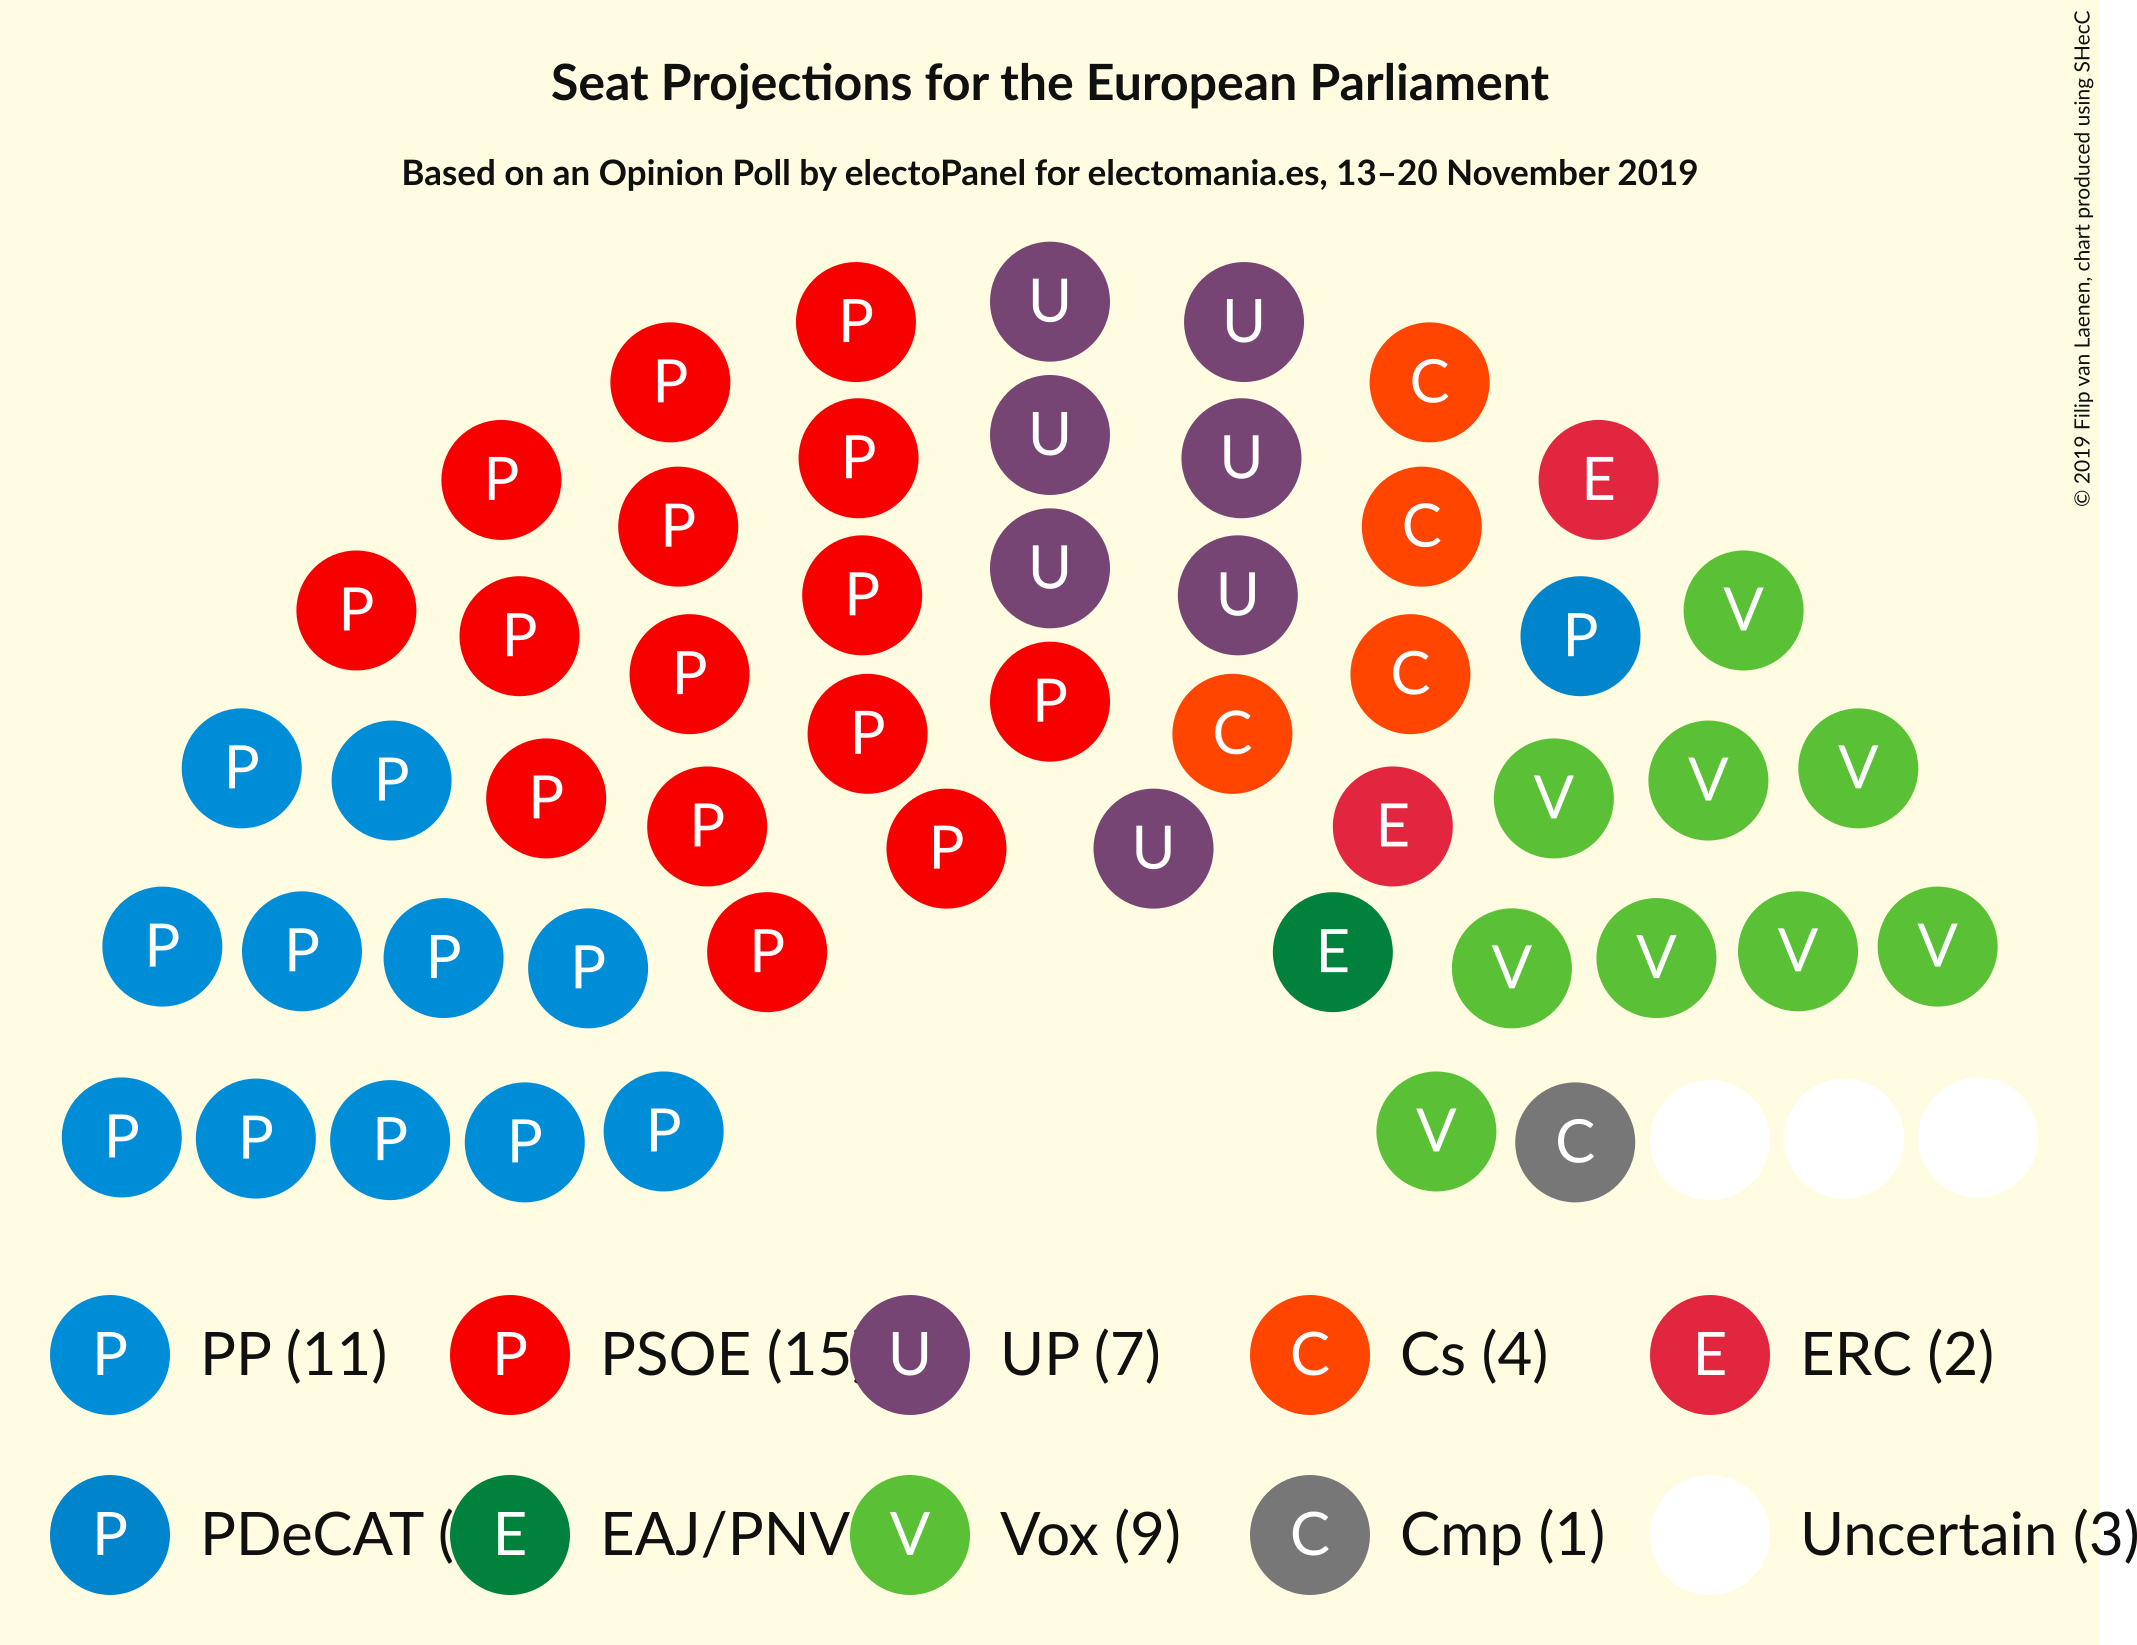 Seat Projections for the European Parliament
Based on an Opinion Poll by electoPanel for electomania.es, 13–20 November 2019
© 2019 Filip van Laenen, chart produced using SHecC
U
P U
P C
U
P E
P U
P C
P V
U
P U
P P
P C
P
P C
P V
P P V V
P P E
P U
P P P P P E V V V V
P P P P P V C
P PP (11) P PSOE (15 U UP (7) C Cs (4) E ERC (2)
P PDeCAT ( E EAJ/PNV V Vox (9) C Cmp (1) Uncertain (3)